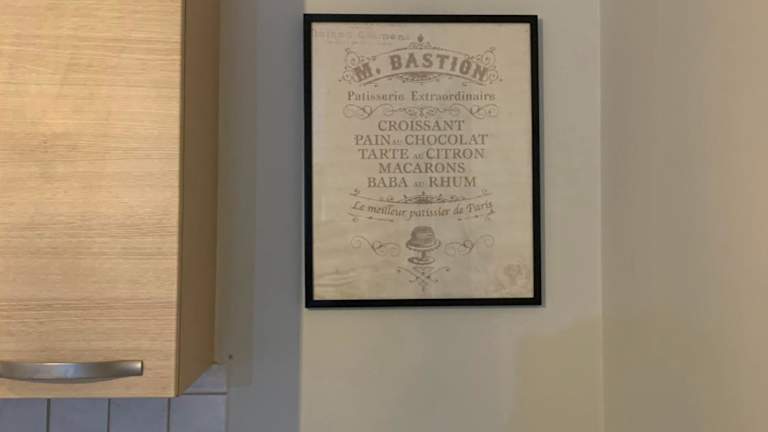 M. BASTION
Patisserie Extraordinaire
CROISSANT
PAIN AU CHOCOLAT
TARTE AU CITRON
MACARONS
BABA AU RHUM
Le meilleur patissier de Paris